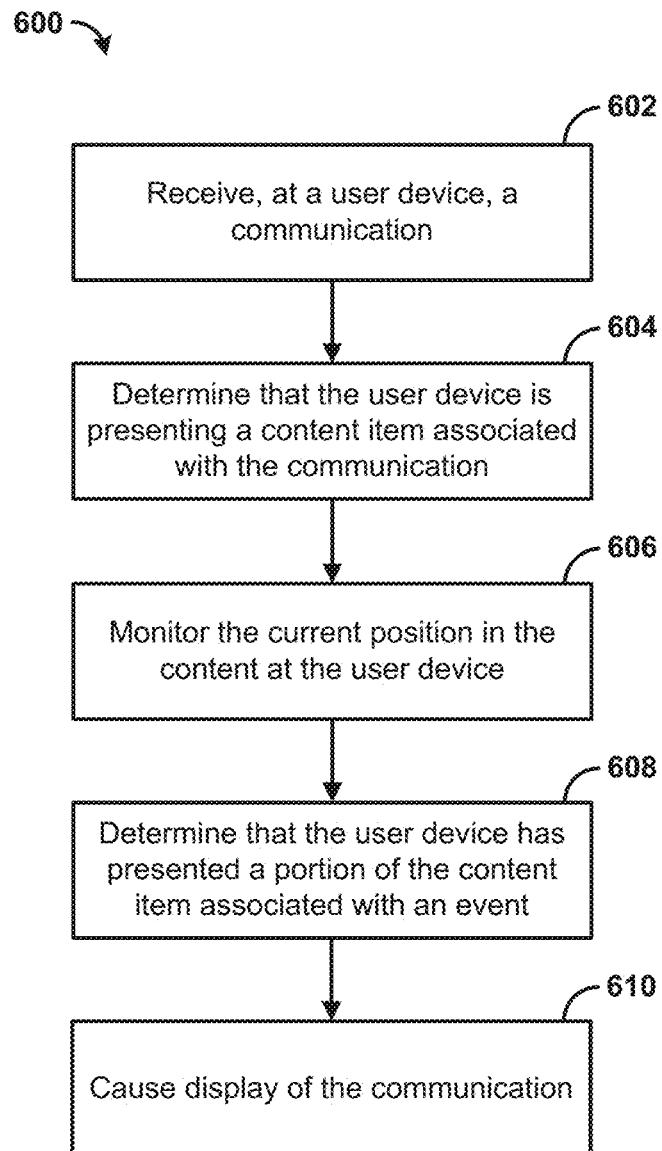 600
602
Receive, at a user device, a
communication
604
Determine that the user device is
presenting a content item associated
with the communication
606
Monitor the current position in the
content at the user device
608
Determine that the user device has
presented a portion of the content
item associated with an event
610
Cause display of the communication